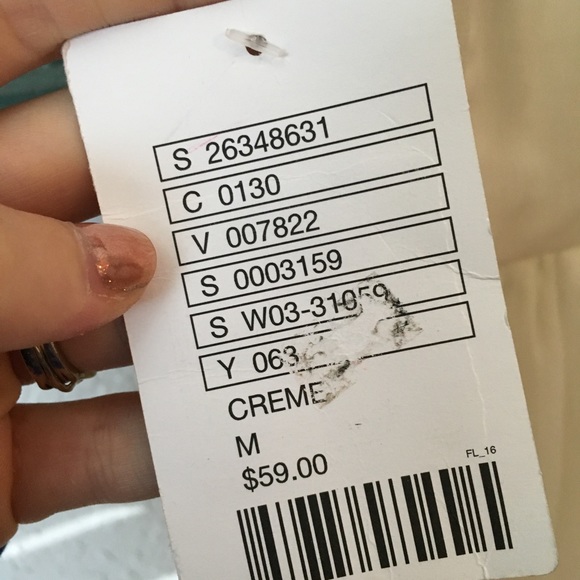 S 26348631
C 0130
V 007822
S 0003159
S W03-31059
Y 063
CREME
M
$59.00
FL_16